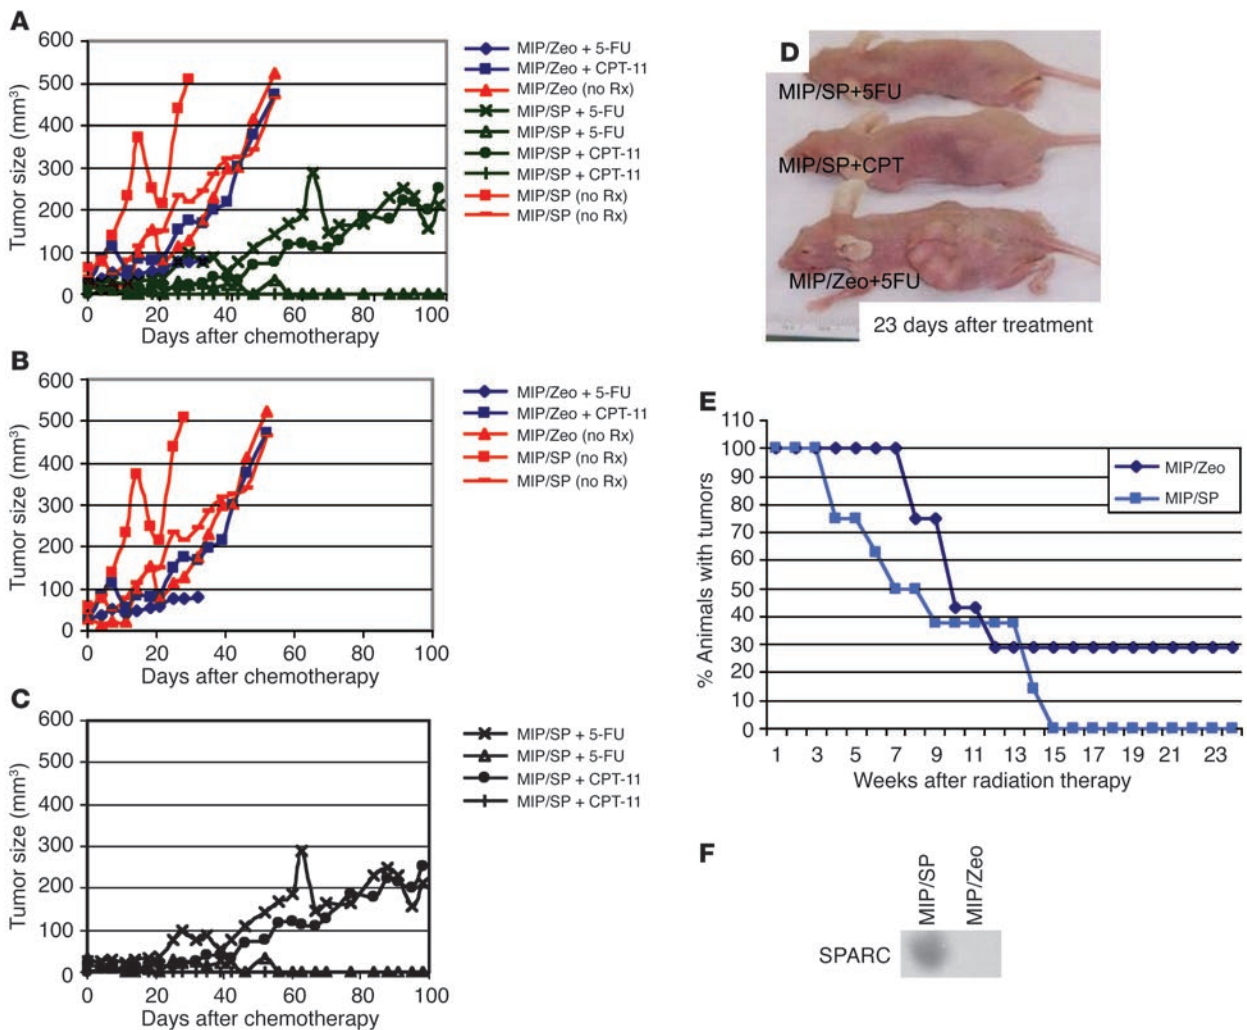 A
600
500
400
300
200
100
0
Tumor size (mm³)
0 20 40 60 80 100
Days after chemotherapy
MIP/Zeo + 5-FU
MIP/Zeo + CPT-11
MIP/Zeo (no Rx)
MIP/SP + 5-FU
MIP/SP + 5-FU
MIP/SP + CPT-11
MIP/SP + CPT-11
MIP/SP (no Rx)
MIP/SP (no Rx)
B
600
500
400
300
200
100
0
Tumor size (mm³)
0 20 40 60 80 100
Days after chemotherapy
MIP/Zeo + 5-FU
MIP/Zeo + CPT-11
MIP/Zeo (no Rx)
MIP/SP (no Rx)
MIP/SP (no Rx)
C
600
500
400
300
200
100
0
Tumor size (mm³)
0 20 40 60 80 100
Days after chemotherapy
MIP/SP + 5-FU
MIP/SP + 5-FU
MIP/SP + CPT-11
MIP/SP + CPT-11
D
MIP/SP+5FU
MIP/SP+CPT
MIP/Zeo+5FU
23 days after treatment
E
110
100
90
80
70
60
50
40
30
20
10
0
% Animals with tumors
1 3 5 7 9 11 13 15 17 19 21 23
Weeks after radiation therapy
MIP/Zeo
MIP/SP
F
MIP/SP
MIP/Zeo
SPARC